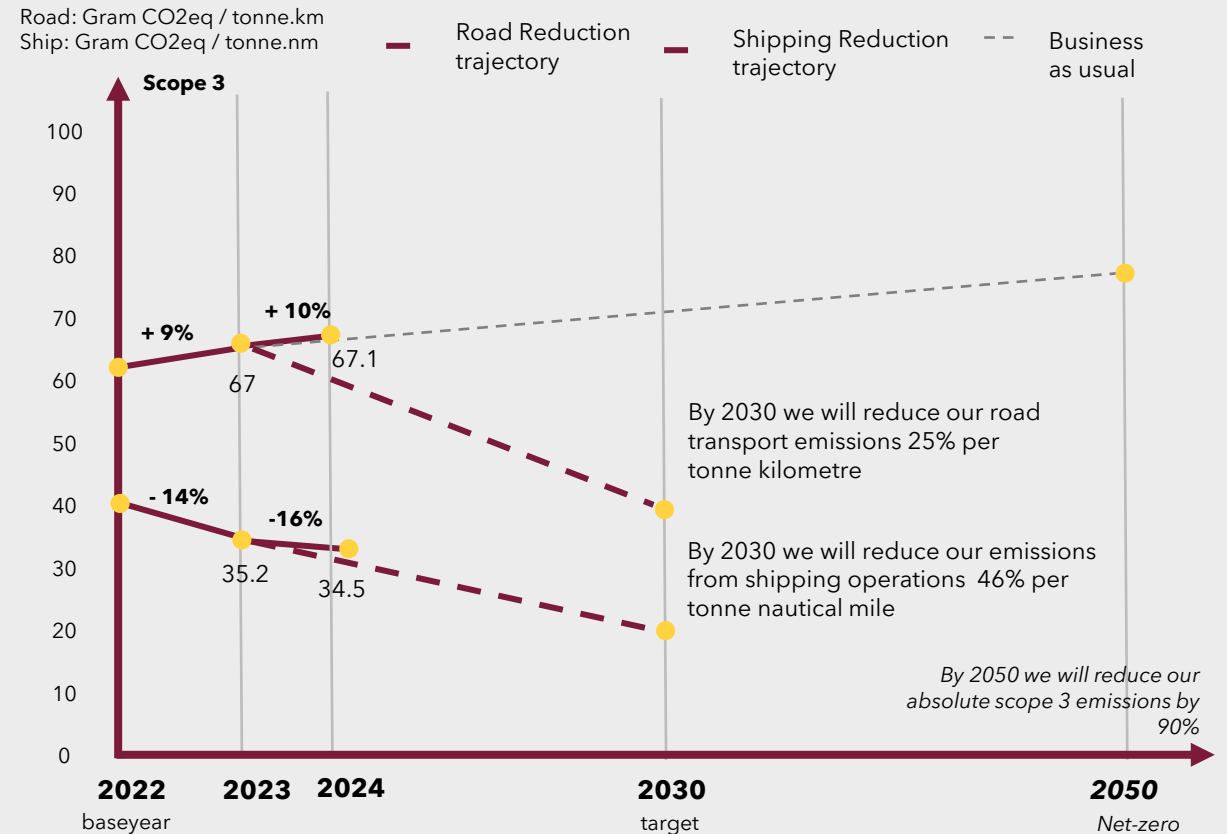 Road: Gram CO2eq / tonne.km
Ship: Gram CO2eq / tonne.nm
Road Reduction
trajectory
Shipping Reduction
trajectory
Business
as usual
Scope 3
100
90
80
70
60
50
40
30
20
10
0
+ 9%
+ 10%
67
67.1
- 14%
-16%
35.2
34.5
By 2030 we will reduce our road
transport emissions 25% per
tonne kilometre
By 2030 we will reduce our emissions
from shipping operations 46% per
tonne nautical mile
By 2050 we will reduce our
absolute scope 3 emissions by
90%
2022
baseyear
2023
2024
2030
target
2050
Net-zero